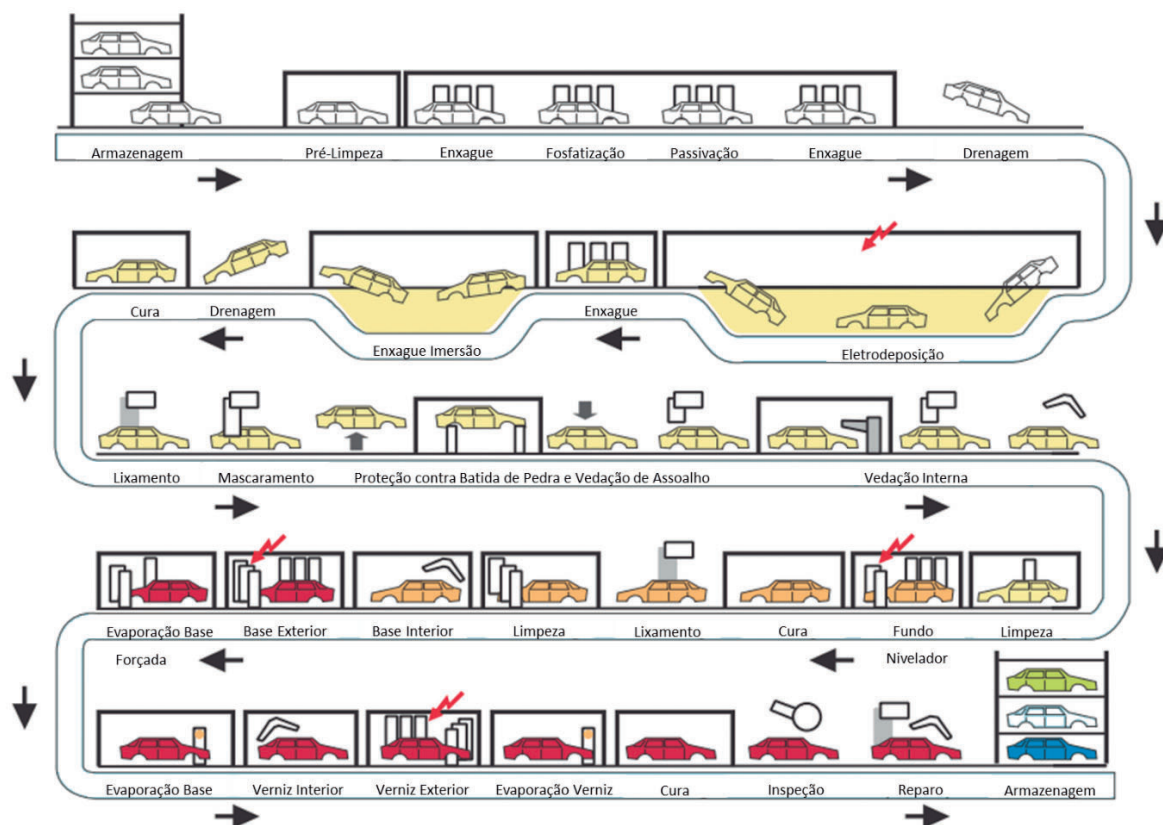 Armazenagem Pré-Limpeza Enxague Fosfatização Passivação Enxague Drenagem
Cura Drenagem Enxague Imersão Enxague Eletrodeposição
Lixamento Mascaramento Proteção contra Batida de Pedra e Vedação de Assoalho Vedação Interna
Evaporação Base Base Exterior Base Interior Limpeza Lixamento Cura Fundo Limpeza
Forçada Nivelador
Evaporação Base Verniz Interior Verniz Exterior Evaporação Verniz Cura Inspeção Reparo Armazenagem